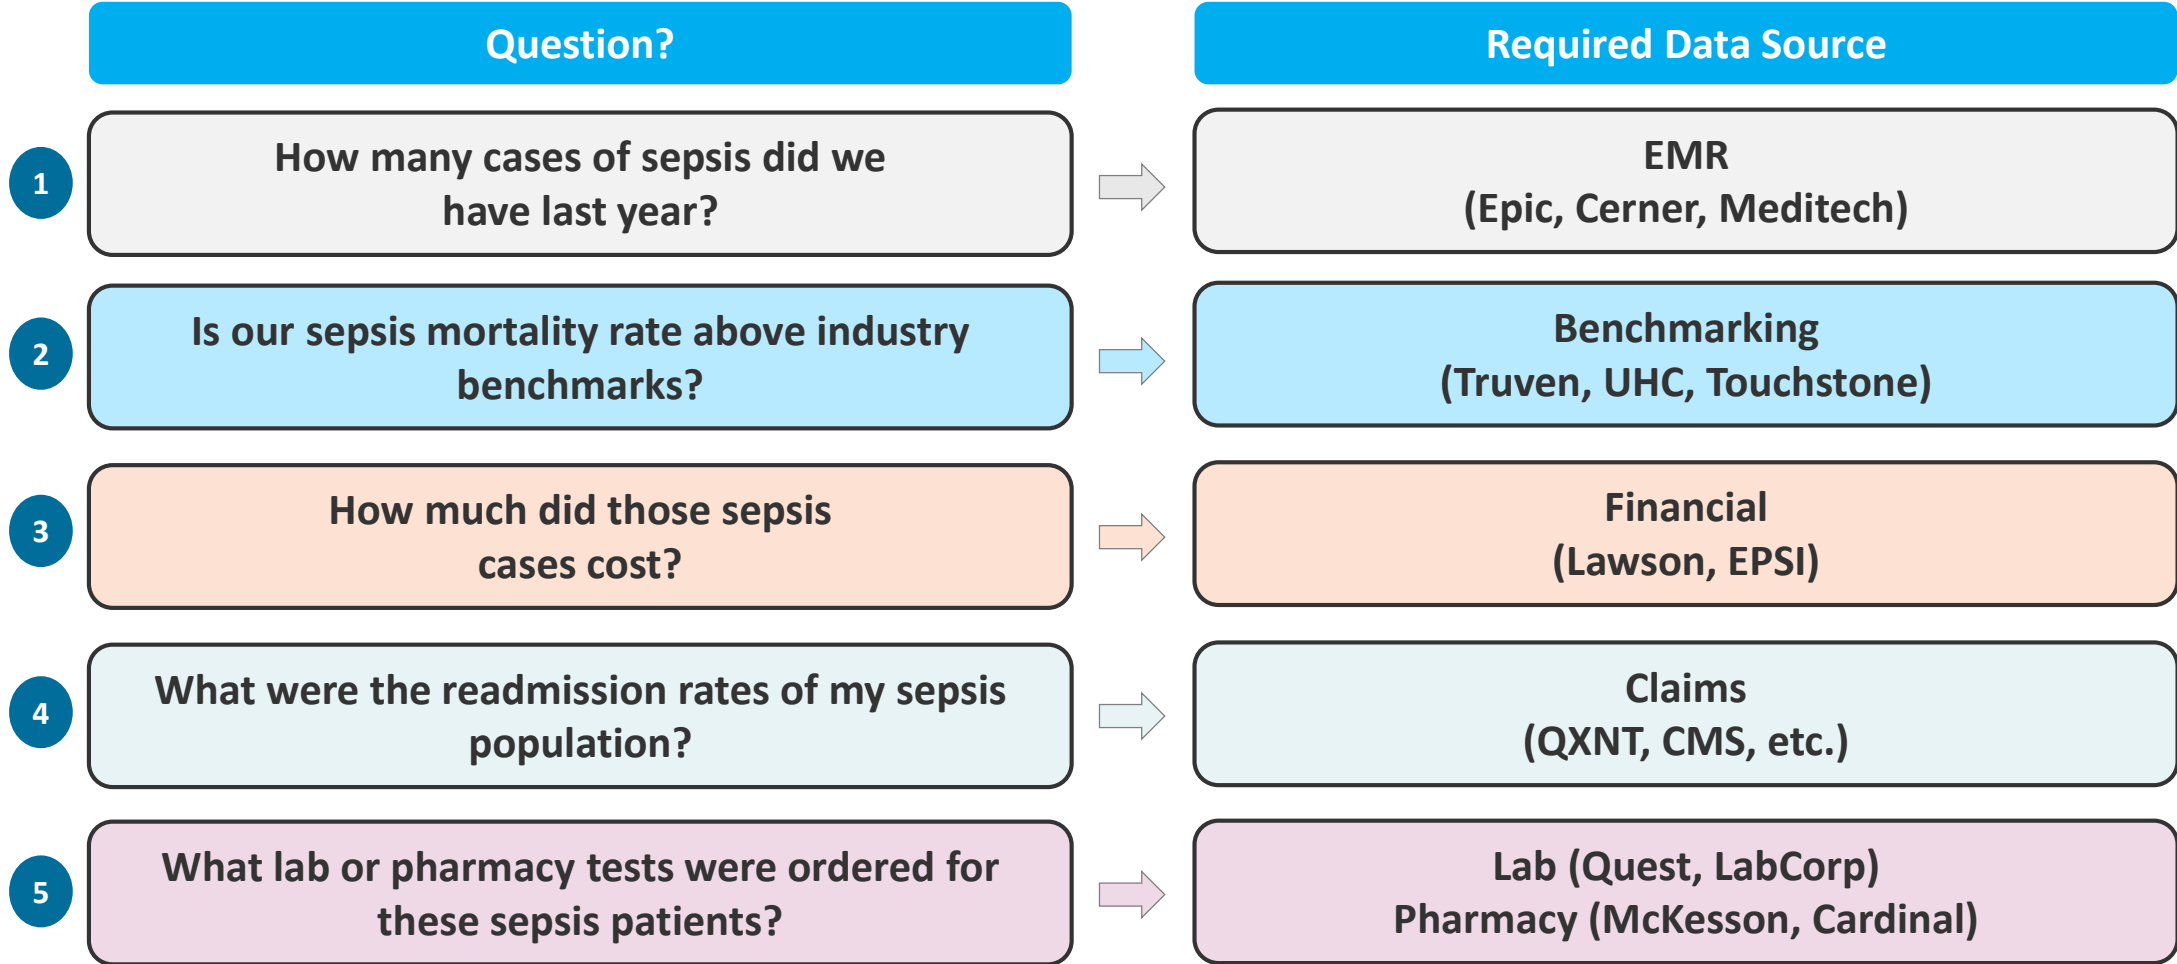 Question?
Required Data Source
1
How many cases of sepsis did we
have last year?
EMR
(Epic, Cerner, Meditech)
2
Is our sepsis mortality rate above industry
benchmarks?
Benchmarking
(Truven, UHC, Touchstone)
3
How much did those sepsis
cases cost?
Financial
(Lawson, EPSI)
4
What were the readmission rates of my sepsis
population?
Claims
(QXNT, CMS, etc.)
5
What lab or pharmacy tests were ordered for
these sepsis patients?
Lab (Quest, LabCorp)
Pharmacy (McKesson, Cardinal)